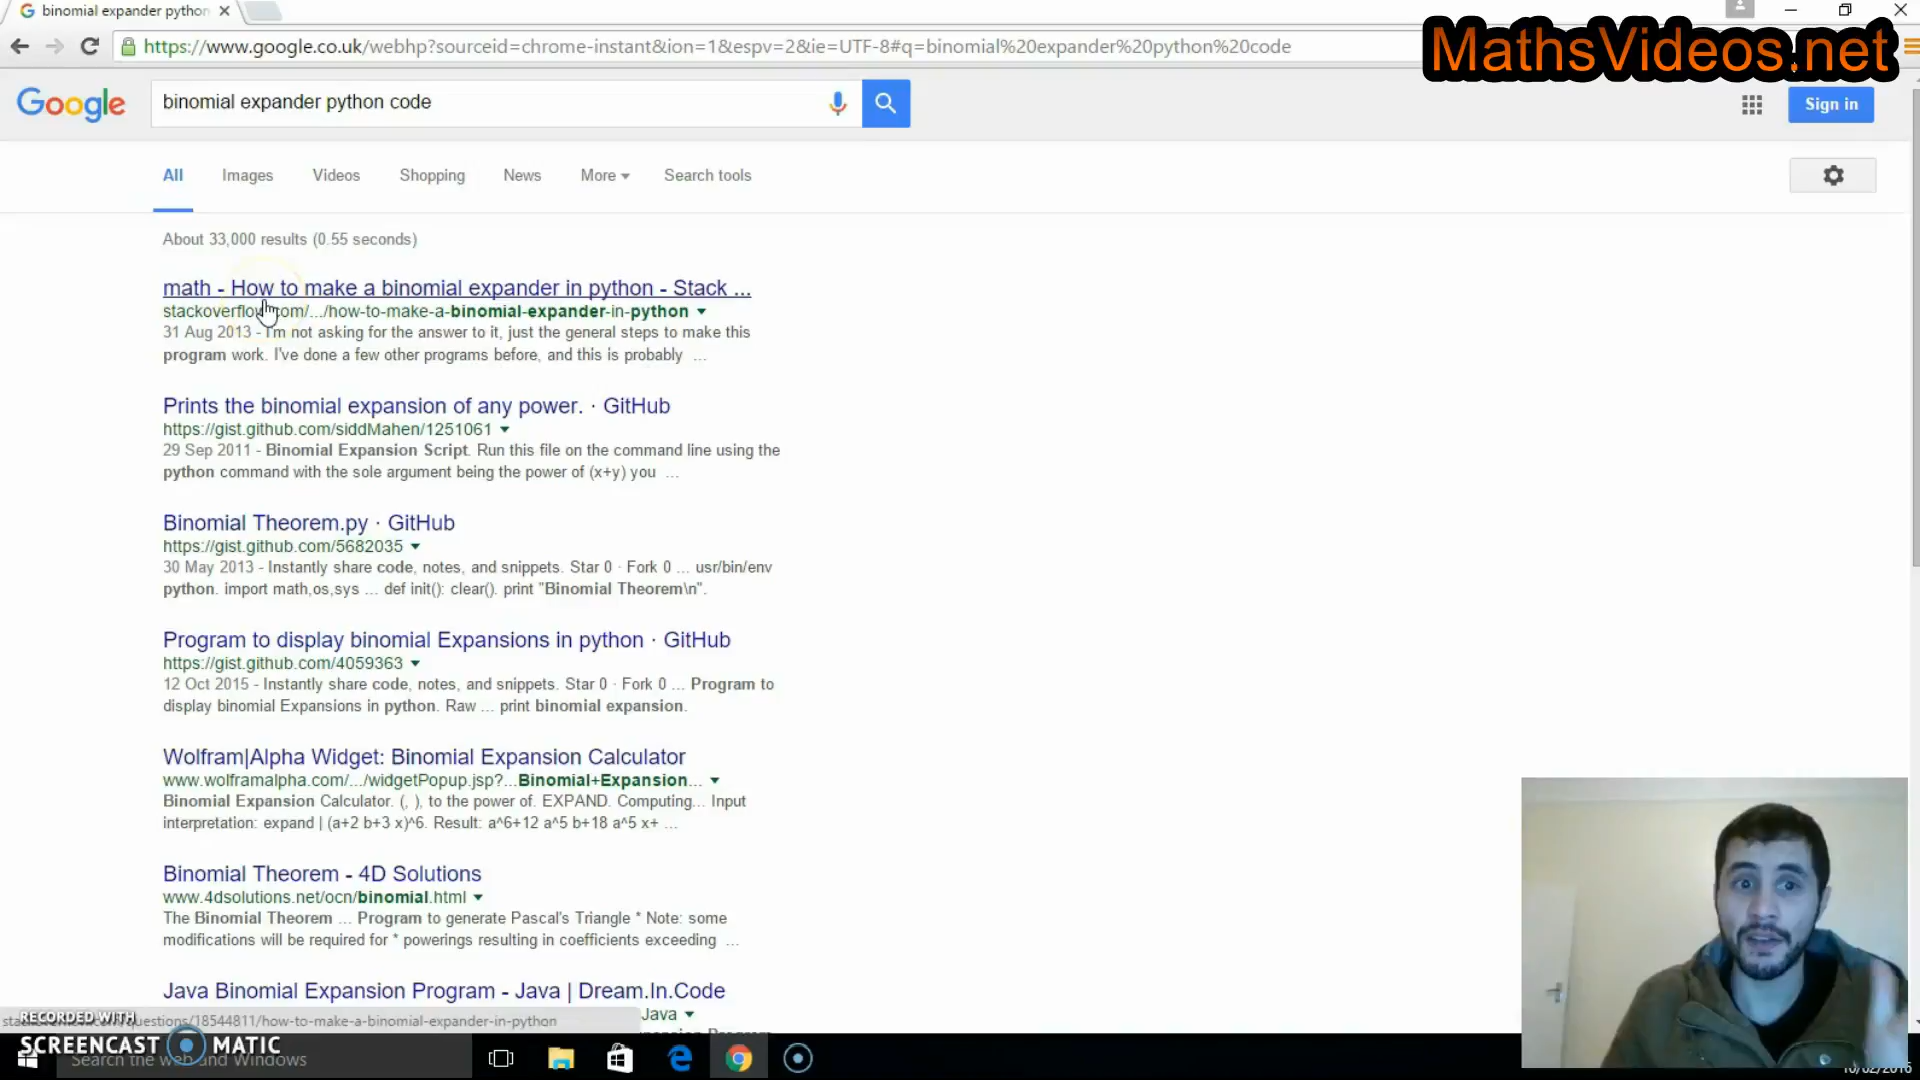 binomial expander python
https://www.google.co.uk/webhp?sourceid=chrome-instant&ion=1&espv=2&ie=UTF-8#q=binomial%20expander%20python%20code
MathsVideos.net
Google
binomial expander python code
Sign in
All Images Videos Shopping News More Search tools
About 33,000 results (0.55 seconds)
math - How to make a binomial expander in python - Stack ...
stackoverflow.com/.../how-to-make-a-binomial-expander-in-python
31 Aug 2013 - I'm not asking for the answer to it, just the general steps to make this
program work. I've done a few other programs before, and this is probably ...
Prints the binomial expansion of any power. · GitHub
https://gist.github.com/siddMahen/1251061
29 Sep 2011 - Binomial Expansion Script. Run this file on the command line using the
python command with the sole argument being the power of (x+y) you ...
Binomial Theorem.py · GitHub
https://gist.github.com/5682035
30 May 2013 - Instantly share code, notes, and snippets. Star 0 · Fork 0 ... usr/bin/env
python. import math,os,sys ... def init(): clear(). print "Binomial Theorem\n".
Program to display binomial Expansions in python · GitHub
https://gist.github.com/4059363
12 Oct 2015 - Instantly share code, notes, and snippets. Star 0 · Fork 0 ... Program to
display binomial Expansions in python. Raw ... print binomial expansion.
Wolfram|Alpha Widget: Binomial Expansion Calculator
www.wolframalpha.com/.../widgetPopup.jsp?...Binomial+Expansion...
Binomial Expansion Calculator. (, ), to the power of. EXPAND. Computing... Input
interpretation: expand | (a+2 b+3 x)^6. Result: a^6+12 a^5 b+18 a^5 x+ ...
Binomial Theorem - 4D Solutions
www.4dsolutions.net/ocn/binomial.html
The Binomial Theorem ... Program to generate Pascal's Triangle * Note: some
modifications will be required for * powerings resulting in coefficients exceeding ...
Java Binomial Expansion Program - Java | Dream.In.Code
Java
RECORDED WITH
questions/18544811/how-to-make-a-binomial-expander-in-python
SCREENCAST MATIC
Search the web and Windows